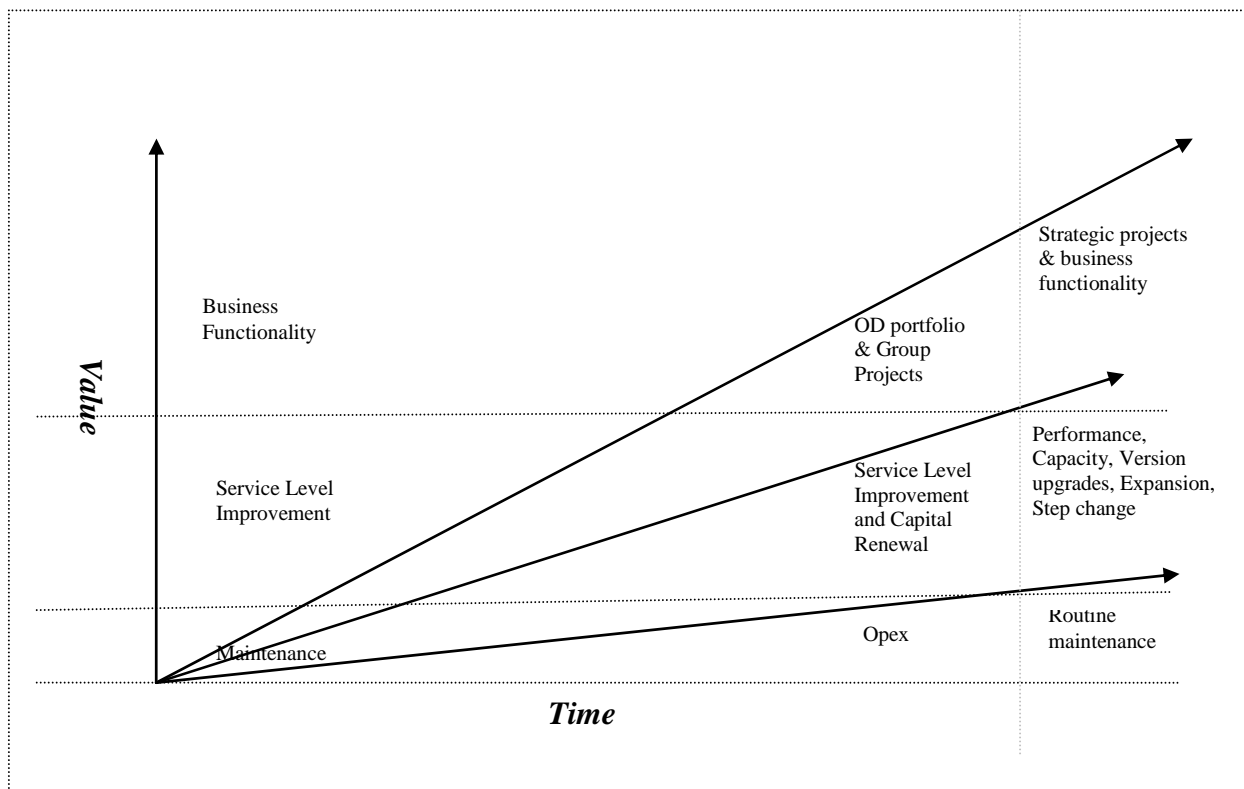 Strategic projects
& business
functionality
Business
Functionality
OD portfolio
& Group
Projects
Value
Performance,
Capacity, Version
upgrades, Expansion,
Step change
Service Level
Improvement
Service Level
Improvement
and Capital
Renewal
Routine
maintenance
Opex
Maintenance
Time